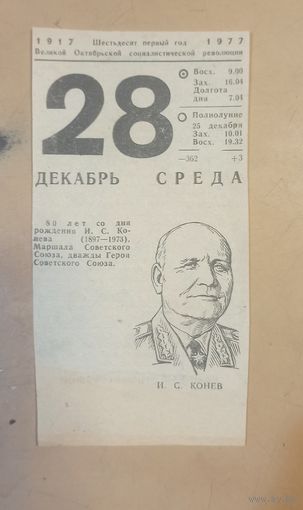 1917 Шестьдесят первый год 1977
Великой Октябрьской социалистической революции
28
Восх. 9.00
Зах. 16.04
Долгота
дня 7.04
Полнолуние
25 декабря
Зах. 10.01
Восх. 19.32
—362 +3
ДЕКАБРЬ СРЕДА
80 лет со дня
рождения И. С. Ко-
нева (1897—1973),
Маршала Советского
Союза, дважды Героя
Советского Союза.
И. С. КОНЕВ